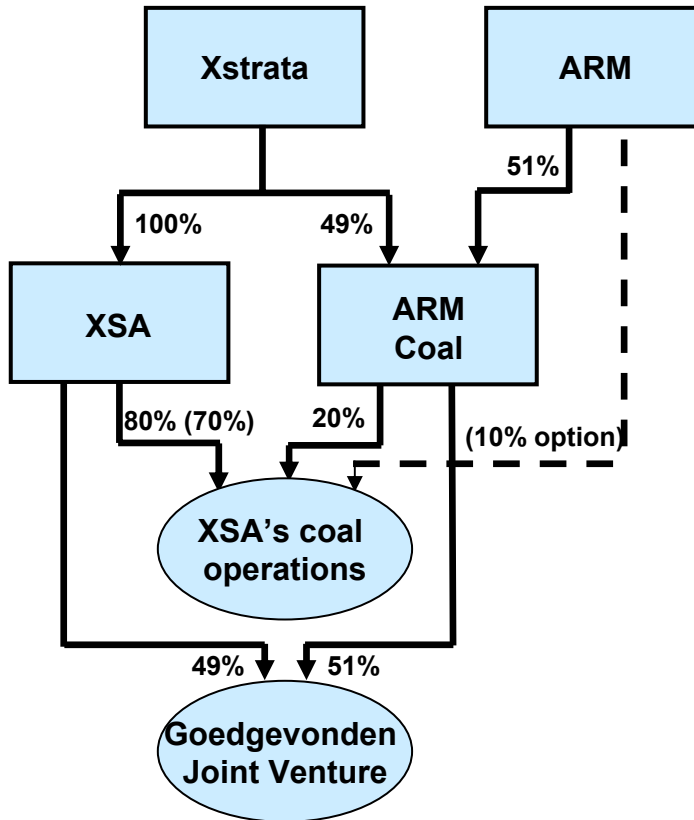 Xstrata
ARM
51%
100%
49%
XSA
ARM
Coal
80% (70%)
20%
(10% option)
XSA’s coal
operations
49%
51%
Goedgevonden
Joint Venture